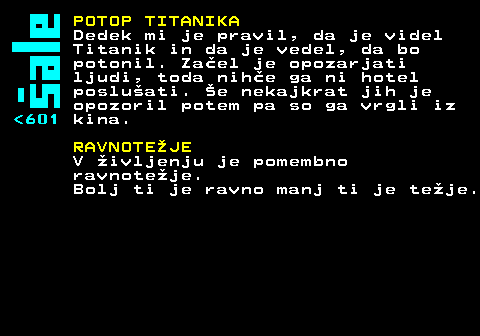 šale
POTOP TITANIKA
Dedek mi je pravil, da je videl
Titanik in da je vedel, da bo
potonil. Začel je opozarjati
ljudi, toda nihče ga ni hotel
poslušati. Še nekajkrat jih je
opozoril potem pa so ga vrgli iz
<601 kina.
RAVNOTEŽJE
V življenju je pomembno
ravnotežje.
Bolj ti je ravno manj ti je težje.